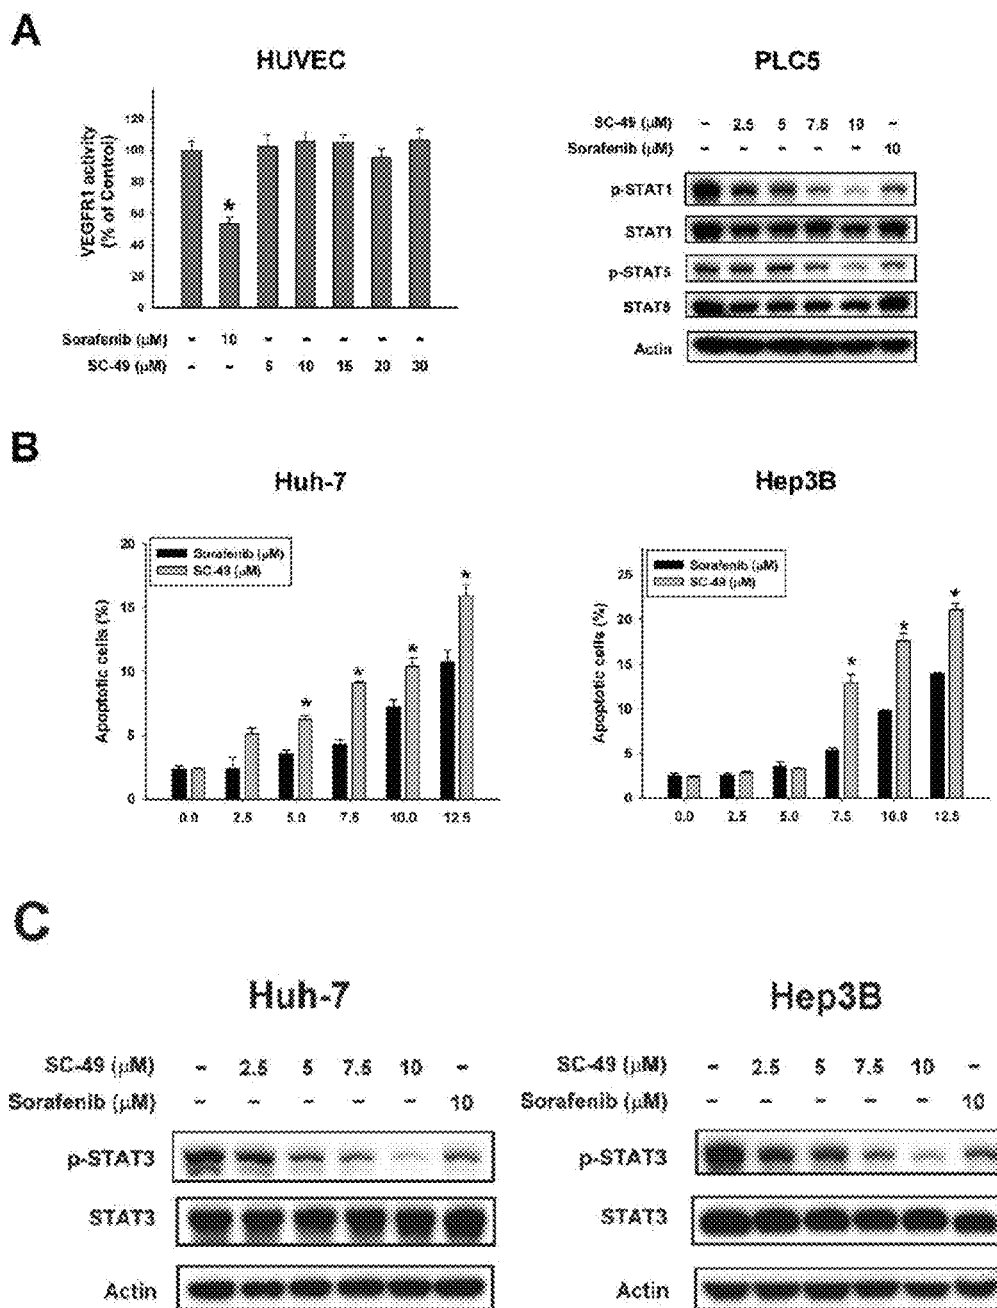 A
HUVEC
VEGFR1 activity
(% of Control)
120
100
80
60
40
20
0
*
Sorafenib (µM) - 10 - - - - -
SC-49 (µM) - - 5 10 15 20 30
PLC5
SC-49 (µM) - 2.5 5 7.5 10 -
Sorafenib (µM) - - - - - 10
p-STAT1
STAT1
p-STAT5
STAT5
Actin
B
Huh-7
Apoptotic cells (%)
20
15
10
5
0
Sorafenib (µM)
SC-49 (µM)
* * * *
0.0 2.5 5.0 7.5 10.0 12.5
Hep3B
Apoptotic cells (%)
25
20
15
10
5
0
Sorafenib (µM)
SC-49 (µM)
* * *
0.0 2.5 5.0 7.5 10.0 12.5
C
Huh-7
SC-49 (µM) - 2.5 5 7.5 10 -
Sorafenib (µM) - - - - - 10
p-STAT3
STAT3
Actin
Hep3B
SC-49 (µM) - 2.5 5 7.5 10 -
Sorafenib (µM) - - - - - 10
p-STAT3
STAT3
Actin